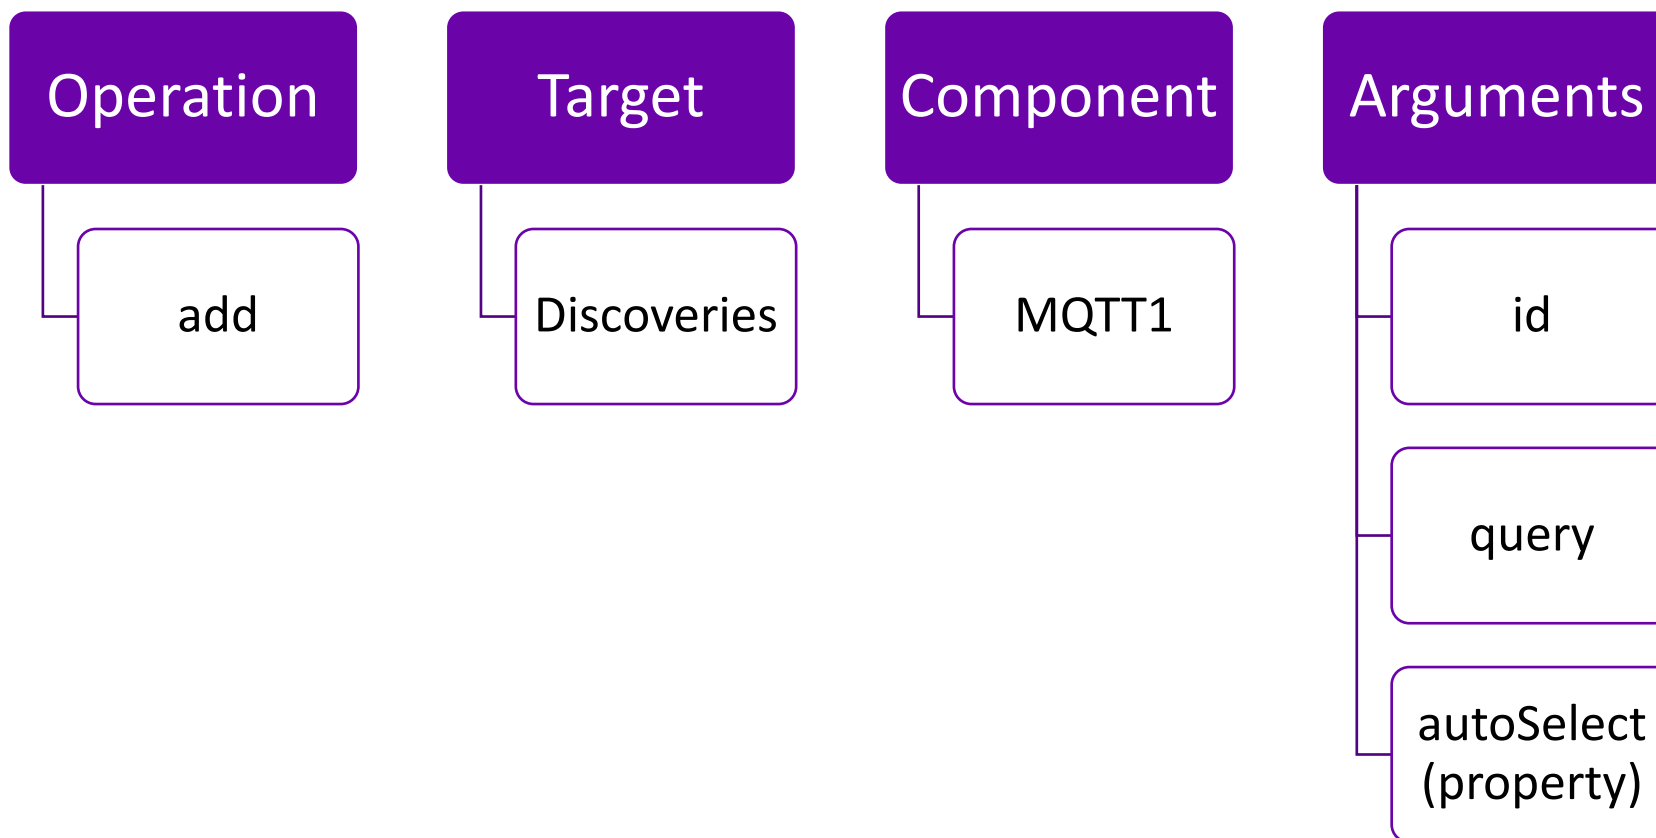 Operation
Target
Component
Arguments
add
Discoveries
MQTT1
id
query
autoSelect
(property)